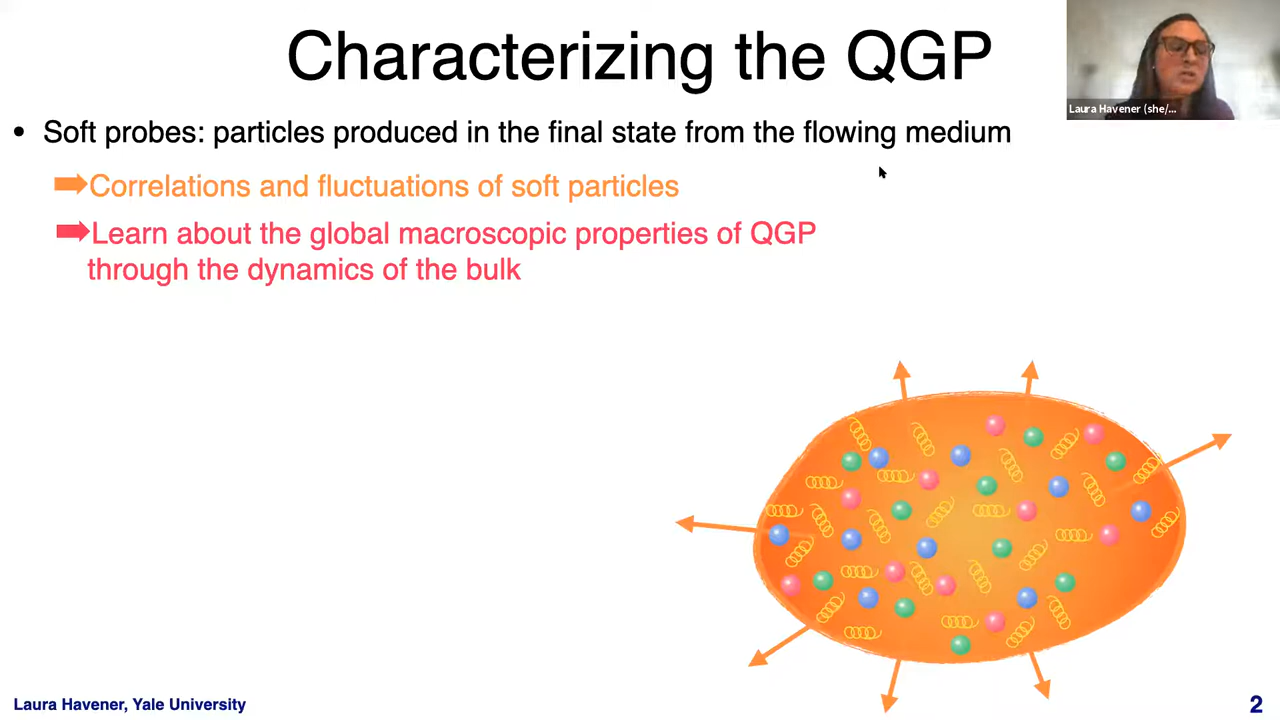 Characterizing the QGP
Laura Havener (she/...
• Soft probes: particles produced in the final state from the flowing medium
Correlations and fluctuations of soft particles
Learn about the global macroscopic properties of QGP
through the dynamics of the bulk
Laura Havener, Yale University
2